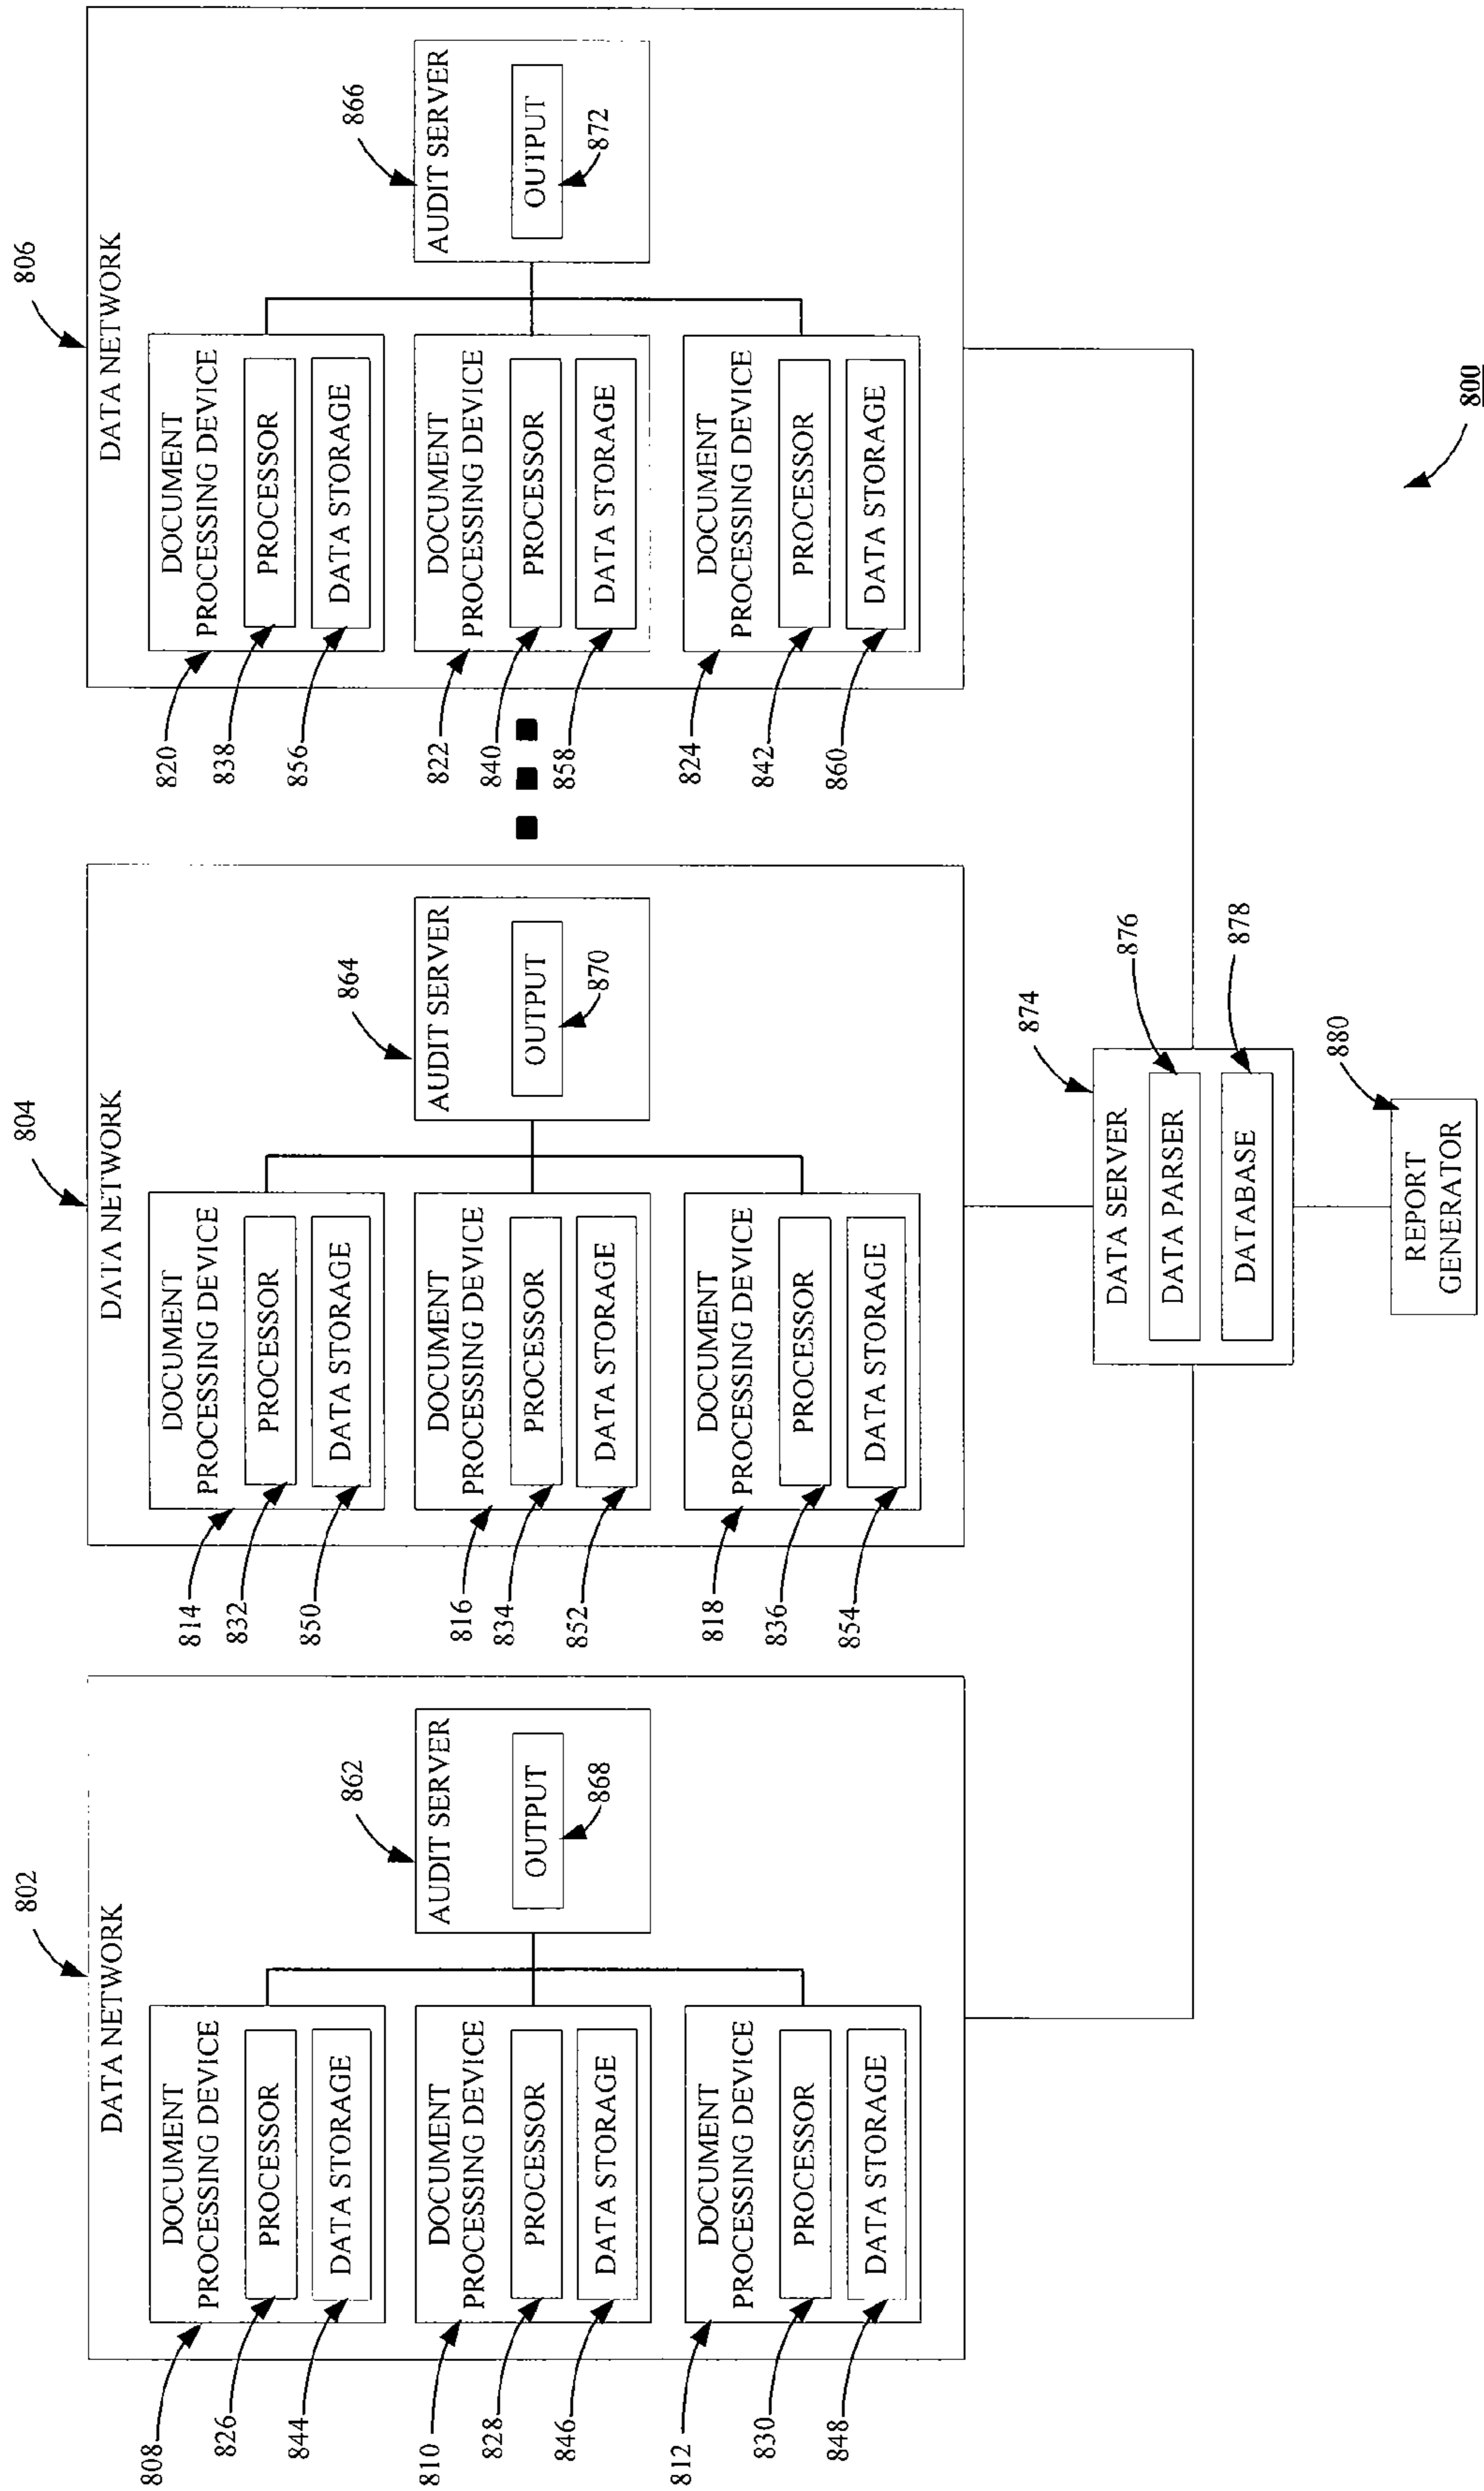 802
DATA NETWORK
808
DOCUMENT
PROCESSING DEVICE
826
PROCESSOR
844
DATA STORAGE
810
DOCUMENT
PROCESSING DEVICE
828
PROCESSOR
846
DATA STORAGE
812
DOCUMENT
PROCESSING DEVICE
830
PROCESSOR
848
DATA STORAGE
862
AUDIT SERVER
OUTPUT
868
804
DATA NETWORK
814
DOCUMENT
PROCESSING DEVICE
832
PROCESSOR
850
DATA STORAGE
816
DOCUMENT
PROCESSING DEVICE
834
PROCESSOR
852
DATA STORAGE
818
DOCUMENT
PROCESSING DEVICE
836
PROCESSOR
854
DATA STORAGE
864
AUDIT SERVER
OUTPUT
870
806
DATA NETWORK
820
DOCUMENT
PROCESSING DEVICE
838
PROCESSOR
856
DATA STORAGE
822
DOCUMENT
PROCESSING DEVICE
840
PROCESSOR
858
DATA STORAGE
824
DOCUMENT
PROCESSING DEVICE
842
PROCESSOR
860
DATA STORAGE
866
AUDIT SERVER
OUTPUT
872
874
DATA SERVER
876
DATA PARSER
878
DATABASE
880
REPORT
GENERATOR
800